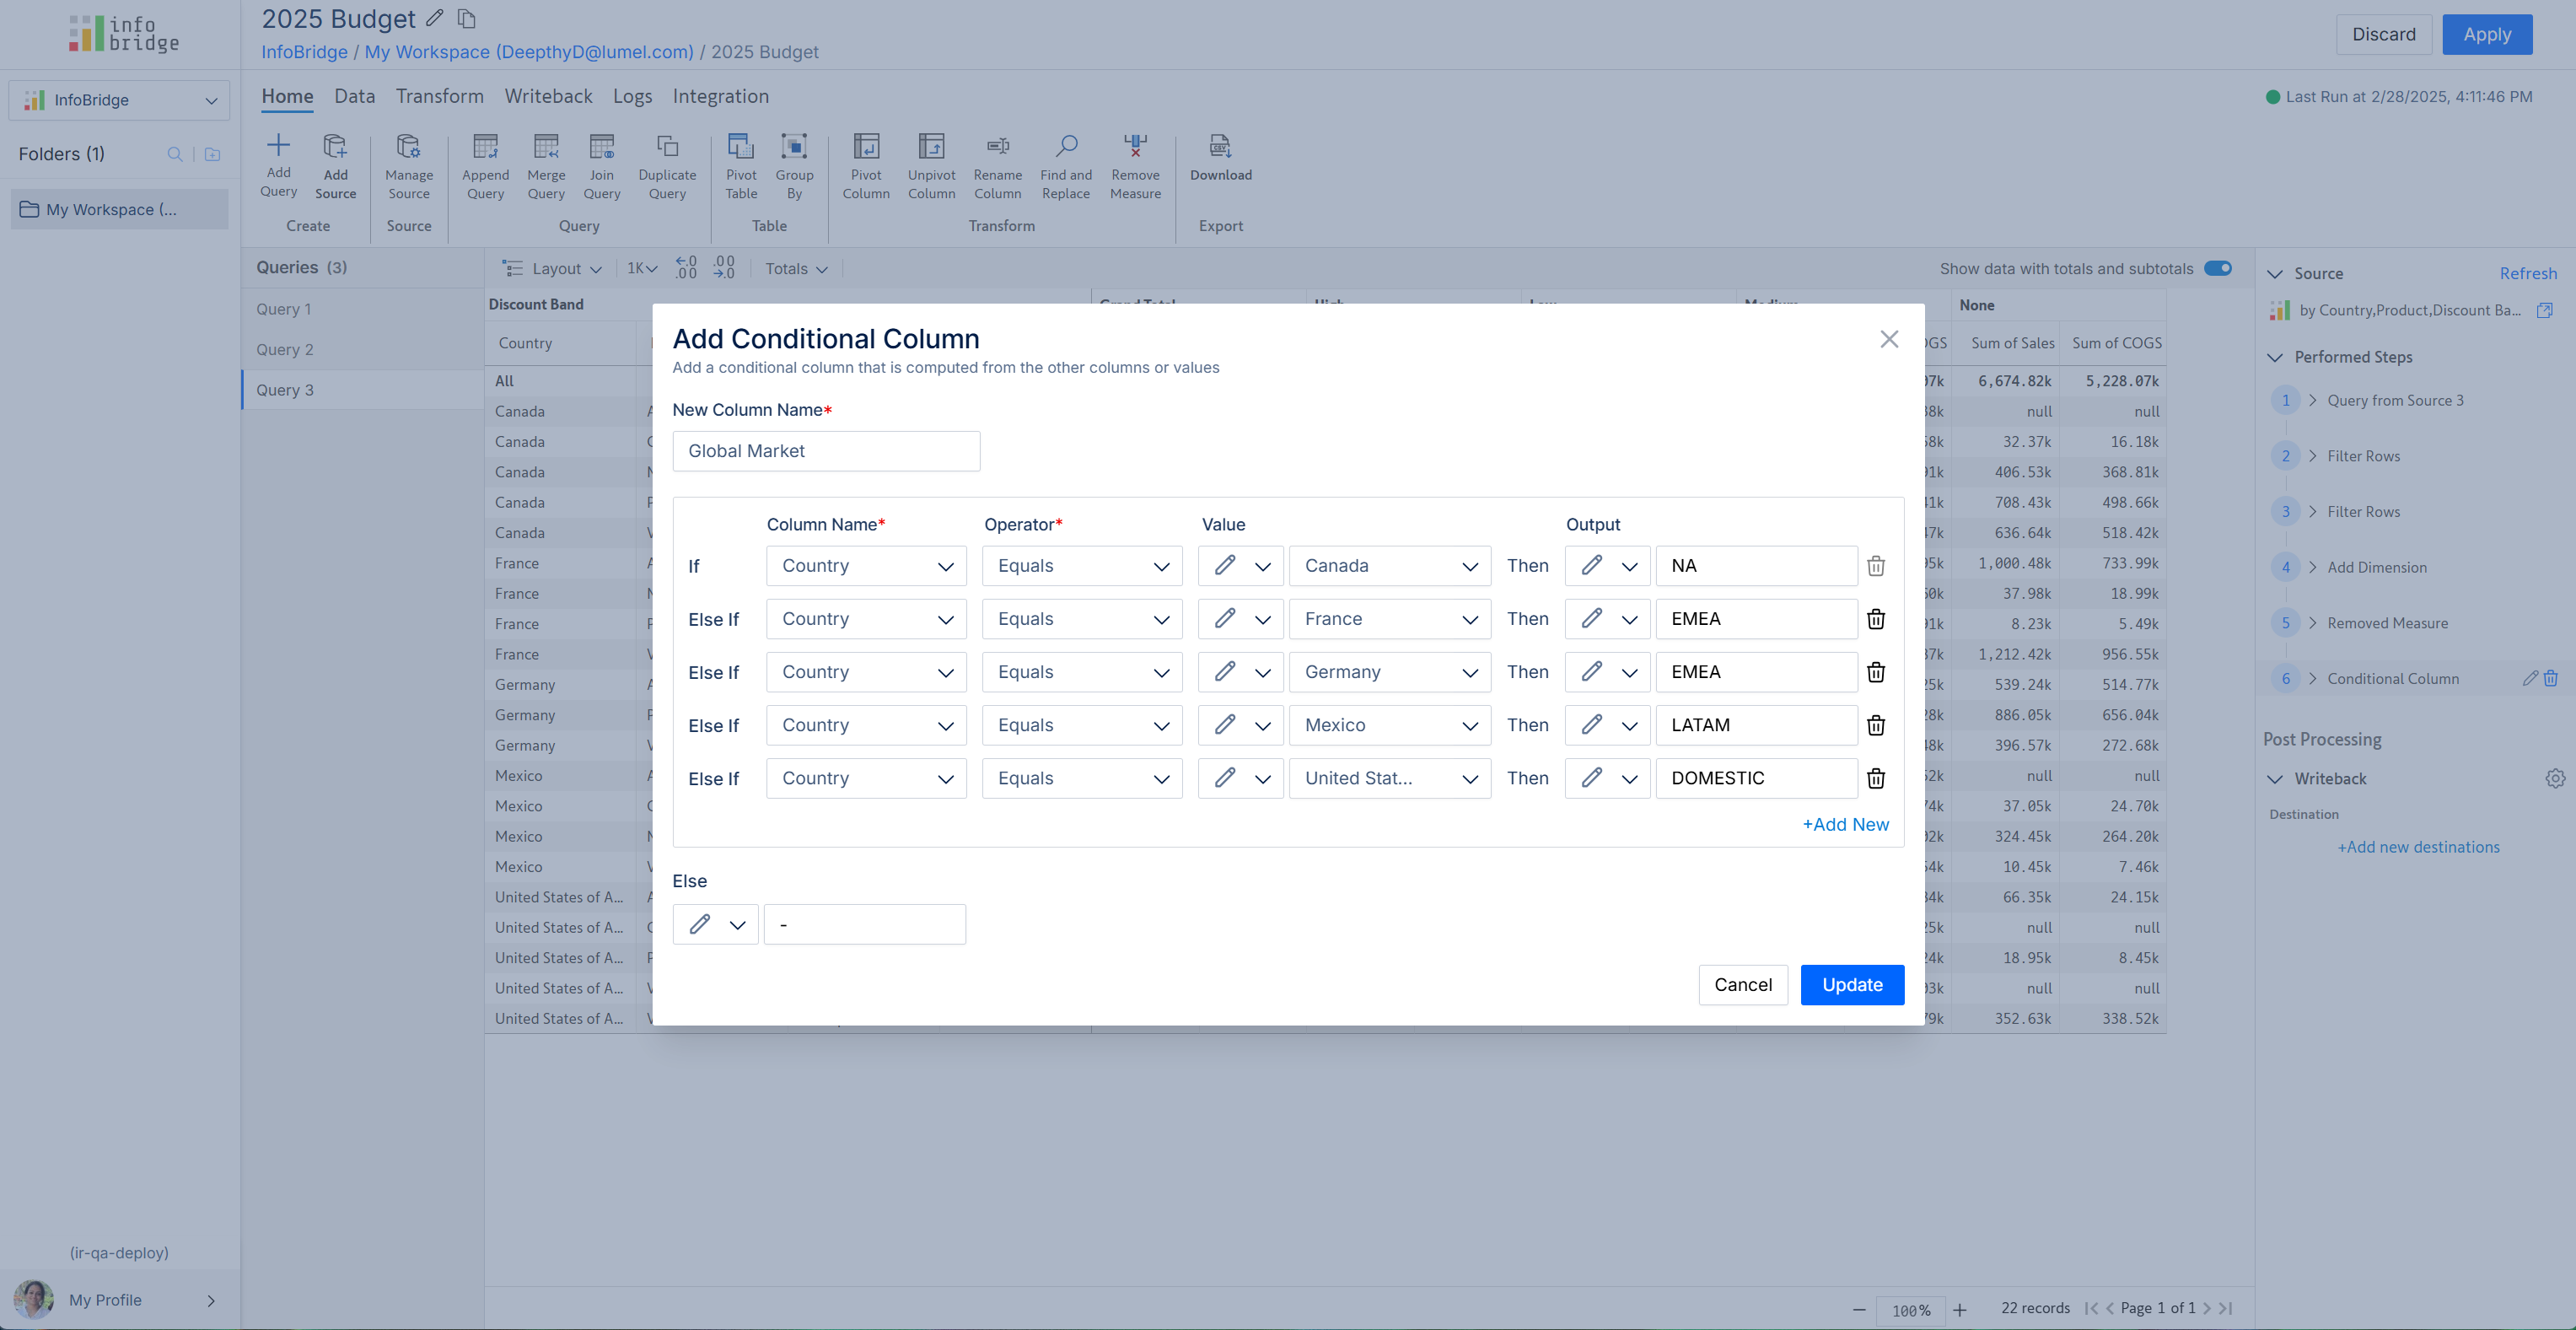 info
bridge
2025 Budget
InfoBridge / My Workspace (DeepthyD@lumel.com) / 2025 Budget
Discard
Apply
InfoBridge
Home Data Transform Writeback Logs Integration
Last Run at 2/28/2025, 4:11:46 PM
Folders (1)
My Workspace (...
Add Query
Add Source
Manage Source
Append Query
Merge Query
Join Query
Duplicate Query
Pivot Table
Group By
Pivot Column
Unpivot Column
Rename Column
Find and Replace
Remove Measure
CSV
Download
Create Source Query Table Transform Export
Queries (3)
Query 1
Query 2
Query 3
Layout 1K .0 .00 .00 .0 Totals
Show data with totals and subtotals
Discount Band
None
Country
Sum of Sales Sum of COGS
All 6,674.82k 5,228.07k
Canada null null
Canada 32.37k 16.18k
Canada 406.53k 368.81k
Canada 708.43k 498.66k
Canada 636.64k 518.42k
France 1,000.48k 733.99k
France 37.98k 18.99k
France 8.23k 5.49k
France 1,212.42k 956.55k
Germany 539.24k 514.77k
Germany 886.05k 656.04k
Germany 396.57k 272.68k
Mexico null null
Mexico 37.05k 24.70k
Mexico 324.45k 264.20k
Mexico 10.45k 7.46k
United States of A... 66.35k 24.15k
United States of A... null null
United States of A... 18.95k 8.45k
United States of A... null null
United States of A... 352.63k 338.52k
Add Conditional Column
Add a conditional column that is computed from the other columns or values
New Column Name*
Global Market
Column Name* Operator* Value Output
If Country Equals Canada Then NA
Else If Country Equals France Then EMEA
Else If Country Equals Germany Then EMEA
Else If Country Equals Mexico Then LATAM
Else If Country Equals United Stat... Then DOMESTIC
+Add New
Else
-
Cancel
Update
Source
Refresh
by Country,Product,Discount Ba...
Performed Steps
1 Query from Source 3
2 Filter Rows
3 Filter Rows
4 Add Dimension
5 Removed Measure
6 Conditional Column
Post Processing
Writeback
Destination
+Add new destinations
(ir-qa-deploy)
My Profile
100%
22 records
Page 1 of 1